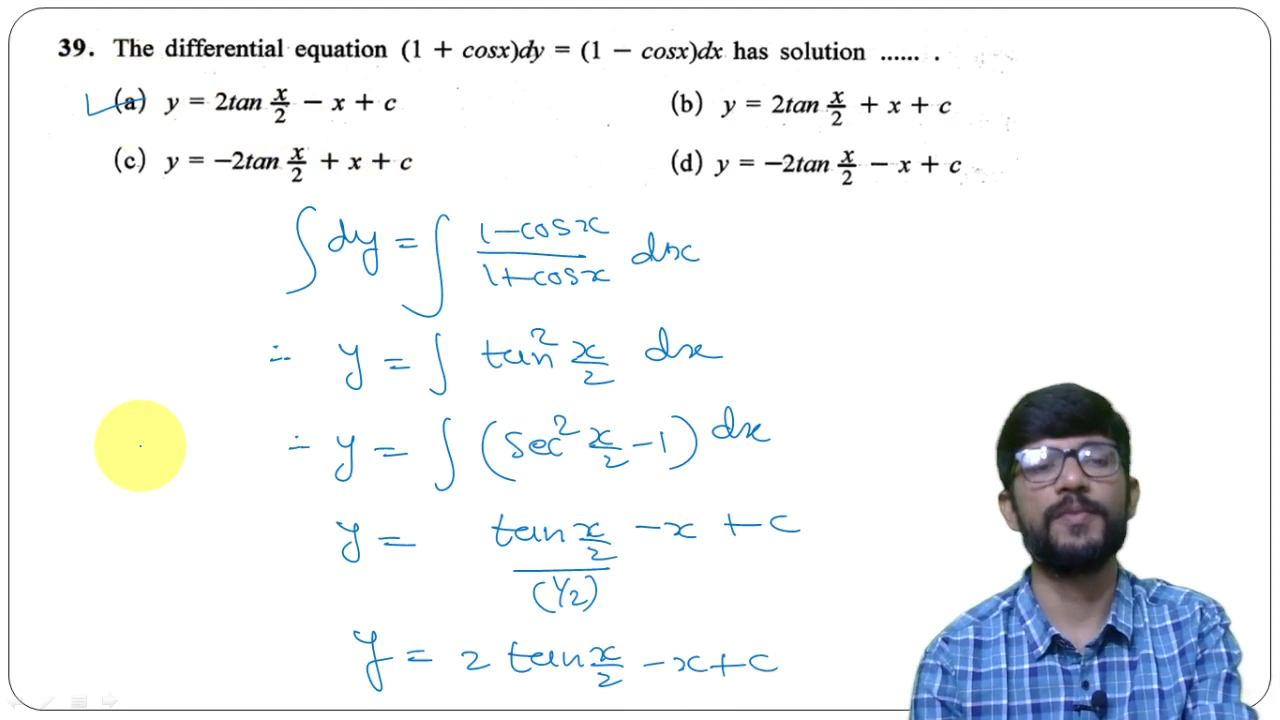 39. The differential equation (1 + cosx)dy = (1 − cosx)dx has solution ...... .
(a) y = 2tan x/2 − x + c
(b) y = 2tan x/2 + x + c
(c) y = −2tan x/2 + x + c
(d) y = −2tan x/2 − x + c
∫ dy = ∫ (1−cosx)/(1+cosx) dx
∴ y = ∫ tan² x/2 dx
∴ y = ∫ (sec² x/2 −1) dx
y = (tan x/2)/(1/2) −x +c
y = 2 tan x/2 −x+c